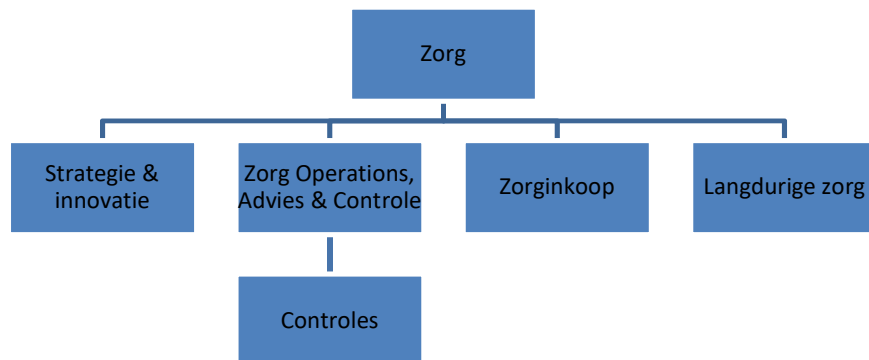 Zorg
Strategie &
innovatie
Zorg Operations,
Advies & Controle
Zorginkoop
Langdurige zorg
Controles